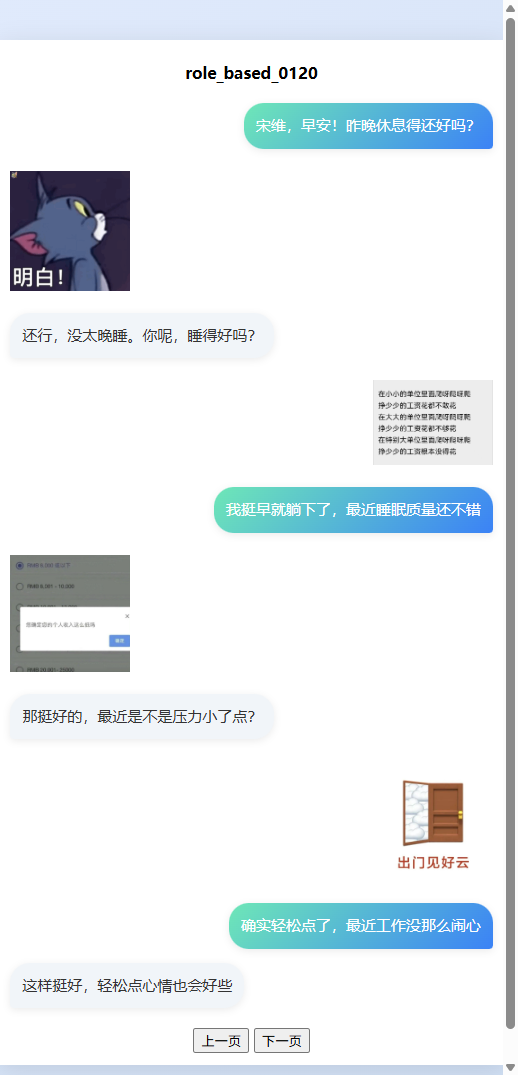 role_based_0120
宋维，早安！昨晚休息得还好吗？
明白！
还行，没太晚睡。你呢，睡得好吗？
在小小的单位里面爬呀爬呀爬
挣少少的工资花都不敢花
在大大的单位里面爬呀爬呀爬
挣少少的工资花都不够花
在特别大单位里面爬呀爬呀爬
挣少少的工资根本没得花
我挺早就躺下了，最近睡眠质量还不错
那挺好的，最近是不是压力小了点？
出门见好云
确实轻松点了，最近工作没那么闹心
这样挺好，轻松点心情也会好些
上一页 下一页